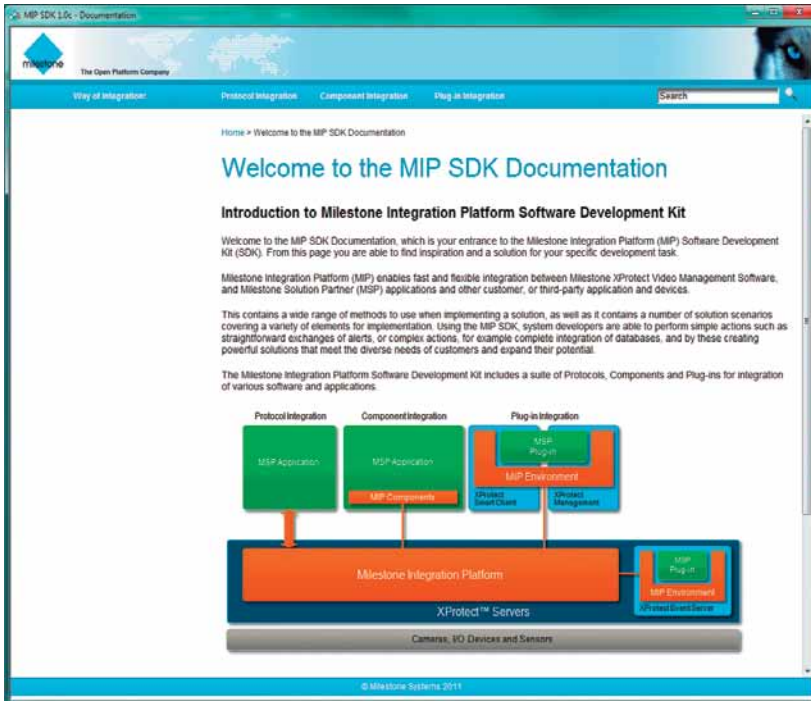 MIP SDK 1.0c - Documentation
milestone
The Open Platform Company
Way of Integration: Protocol Integration Component Integration Plug-in Integration Search
Home » Welcome to the MIP SDK Documentation
Welcome to the MIP SDK Documentation
Introduction to Milestone Integration Platform Software Development Kit
Welcome to the MIP SDK Documentation, which is your entrance to the Milestone Integration Platform (MIP) Software Development
Kit (SDK). From this page you are able to find inspiration and a solution for your specific development task.
Milestone Integration Platform (MIP) enables fast and flexible integration between Milestone XProtect Video Management Software,
and Milestone Solution Partner (MSP) applications and other customer, or third-party application and devices.
This contains a wide range of methods to use when implementing a solution, as well as it contains a number of solution scenarios
covering a variety of elements for implementation. Using the MIP SDK, system developers are able to perform simple actions such as
straightforward exchanges of alerts, or complex actions, for example complete integration of databases, and by these creating
powerful solutions that meet the diverse needs of customers and expand their potential.
The Milestone Integration Platform Software Development Kit includes a suite of Protocols, Components and Plug-ins for integration
of various software and applications.
Protocol Integration Component Integration Plug-in Integration
MSP Application
MSP Application
MIP Components
MSP
Plug-in
MIP Environment
XProtect
Smart Client
XProtect
Management
Milestone Integration Platform
XProtect™ Servers
MSP
Plug-in
MIP Environment
XProtect Event Server
Cameras, I/O Devices and Sensors
© Milestone Systems 2011